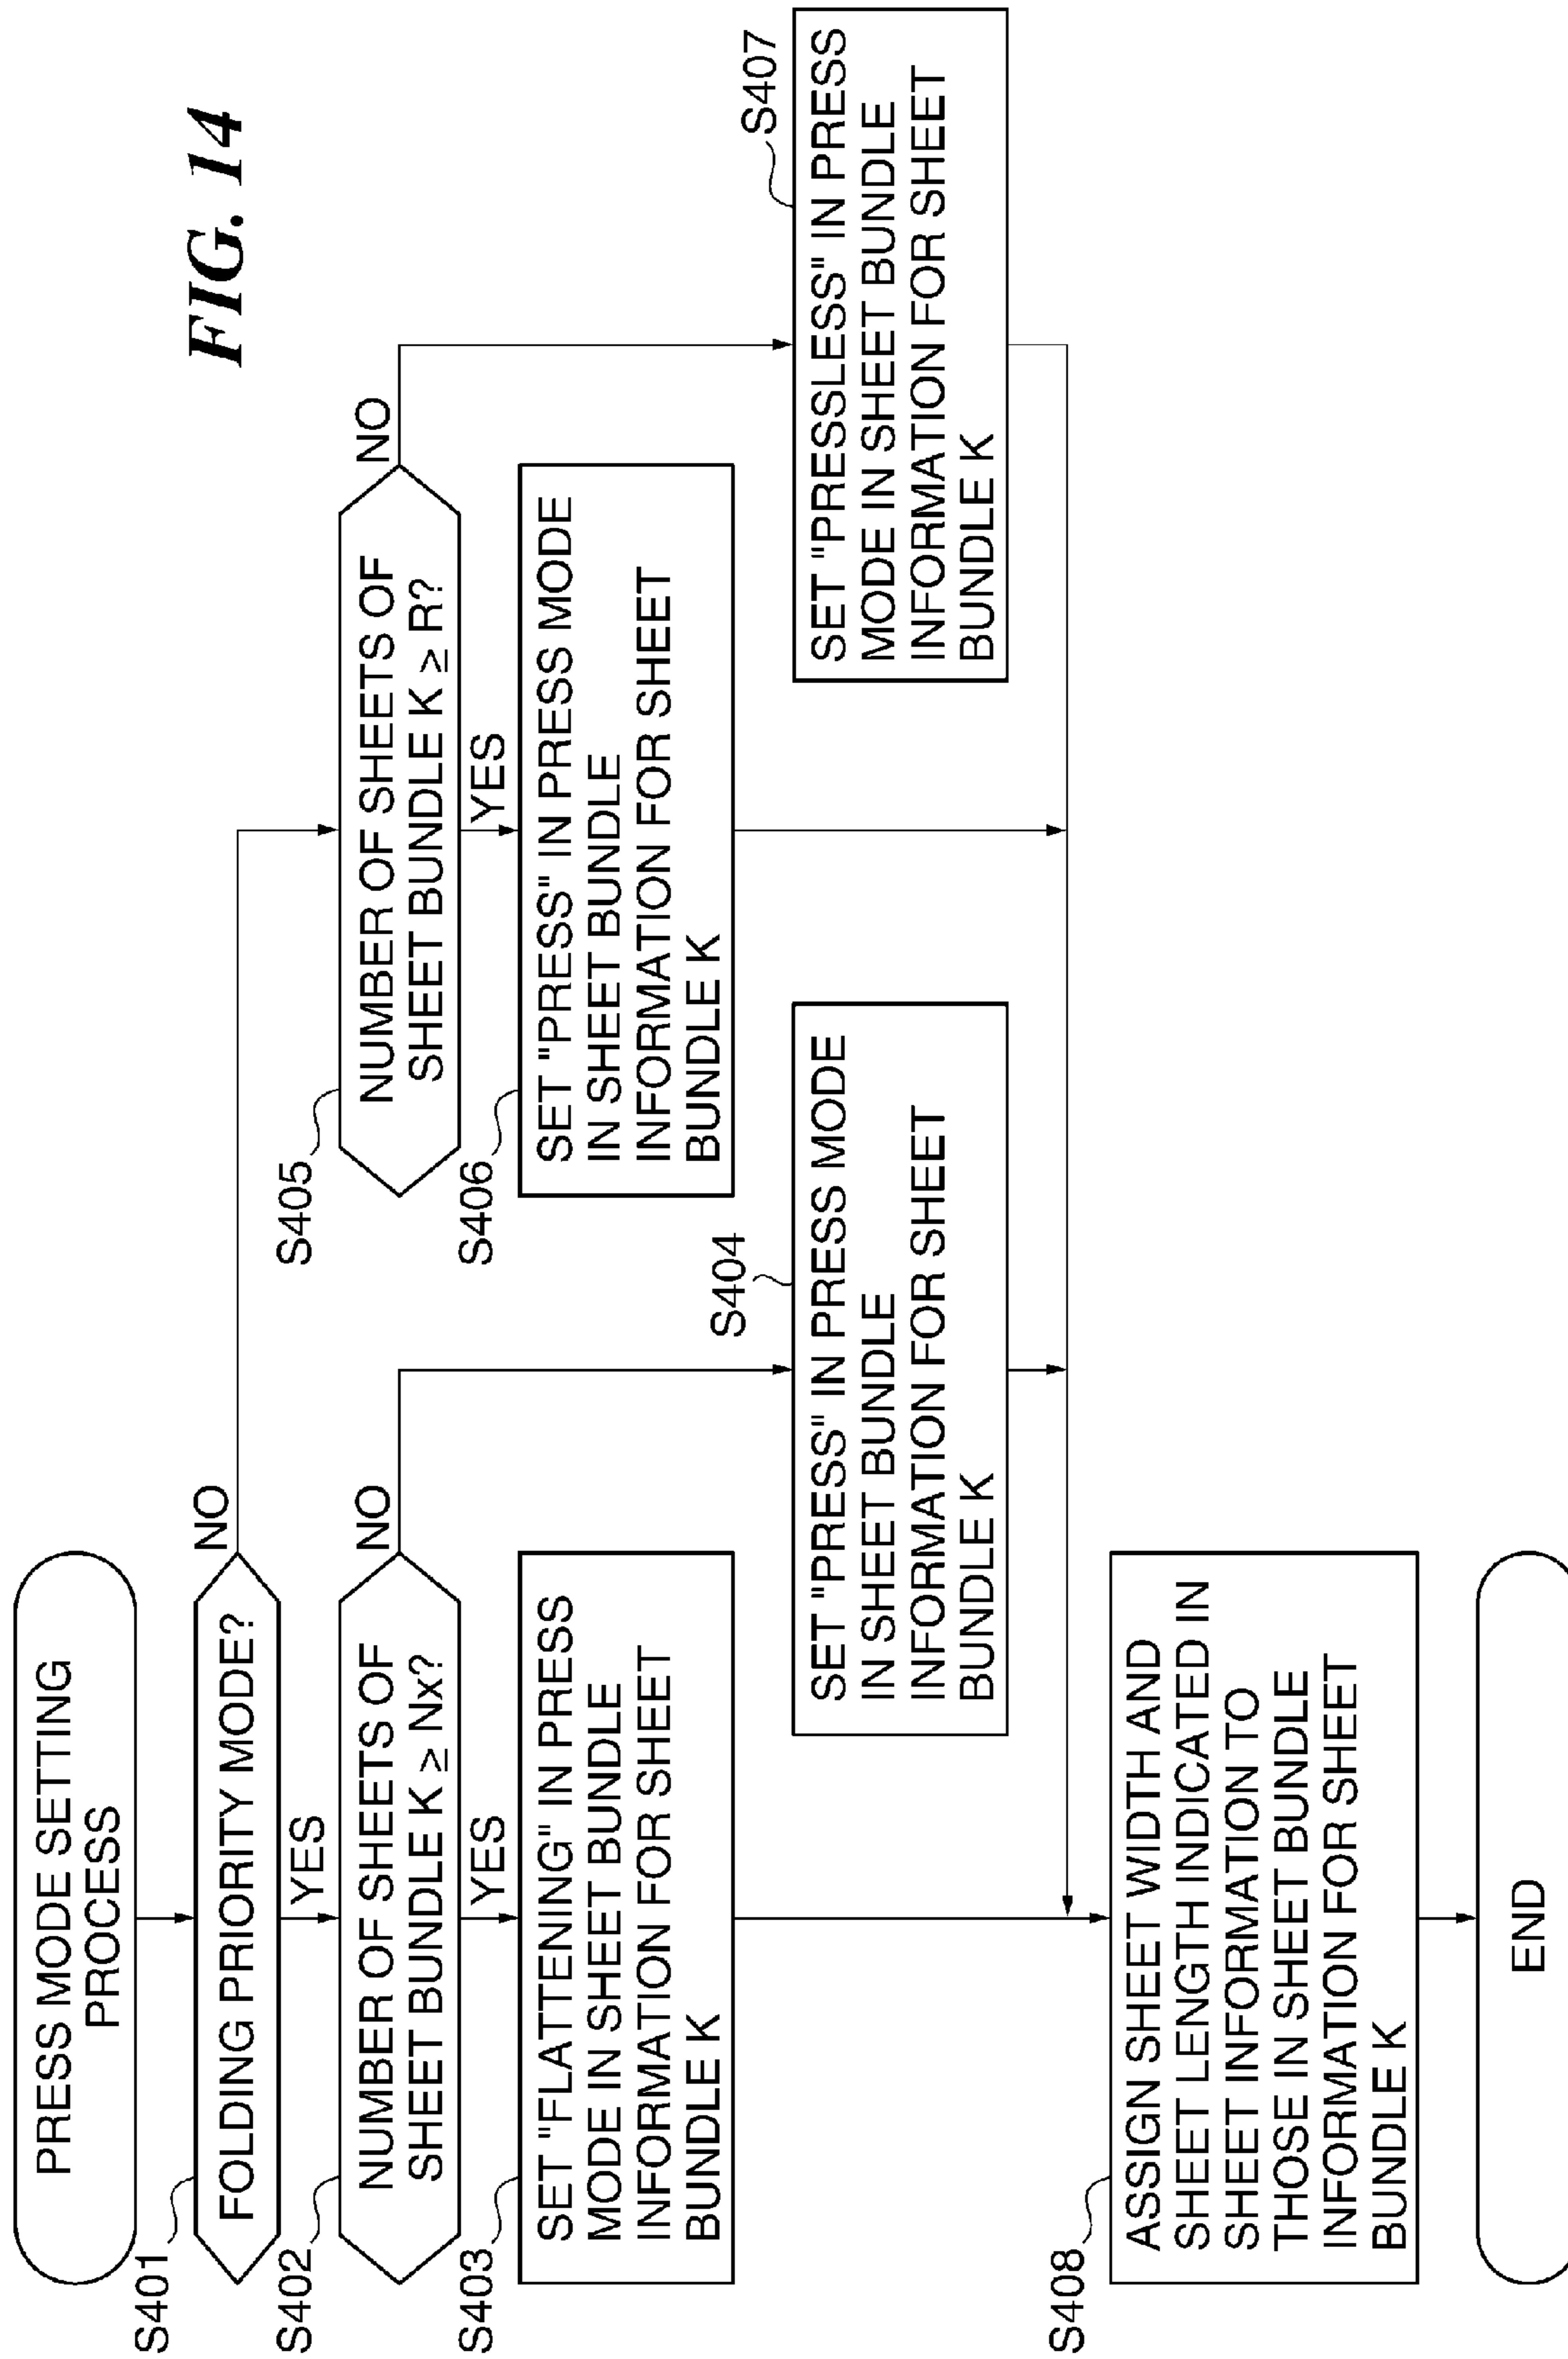 FIG. 14
PRESS MODE SETTING
PROCESS
S401
FOLDING PRIORITY MODE?
NO
YES
S402
NUMBER OF SHEETS OF
SHEET BUNDLE K ≥ Nx?
NO
YES
S403
SET "FLATTENING" IN PRESS
MODE IN SHEET BUNDLE
INFORMATION FOR SHEET
BUNDLE K
S404
SET "PRESS" IN PRESS MODE
IN SHEET BUNDLE
INFORMATION FOR SHEET
BUNDLE K
S405
NUMBER OF SHEETS OF
SHEET BUNDLE K ≥ R?
NO
YES
S406
SET "PRESS" IN PRESS MODE
IN SHEET BUNDLE
INFORMATION FOR SHEET
BUNDLE K
S407
SET "PRESSLESS" IN PRESS
MODE IN SHEET BUNDLE
INFORMATION FOR SHEET
BUNDLE K
S408
ASSIGN SHEET WIDTH AND
SHEET LENGTH INDICATED IN
SHEET INFORMATION TO
THOSE IN SHEET BUNDLE
INFORMATION FOR SHEET
BUNDLE K
END